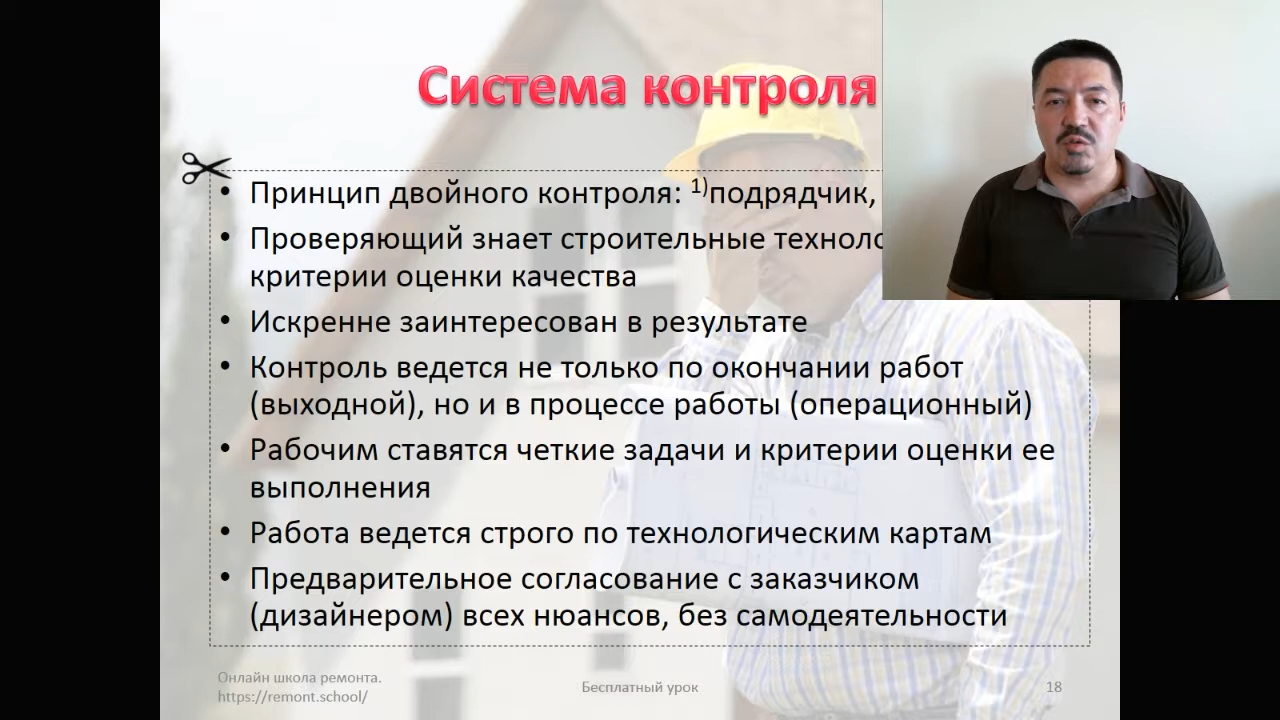 Система контроля
• Принцип двойного контроля: 1)подрядчик,
• Проверяющий знает строительные
критерии оценки качества
• Искренне заинтересован в результате
• Контроль ведется не только по окончании работ
(выходной), но и в процессе работы (операционный)
• Рабочим ставятся четкие задачи и критерии оценки ее
выполнения
• Работа ведется строго по технологическим картам
• Предварительное согласование с заказчиком
(дизайнером) всех нюансов, без самодеятельности
Онлайн школа ремонта.
https://remont.school/
Бесплатный урок
18